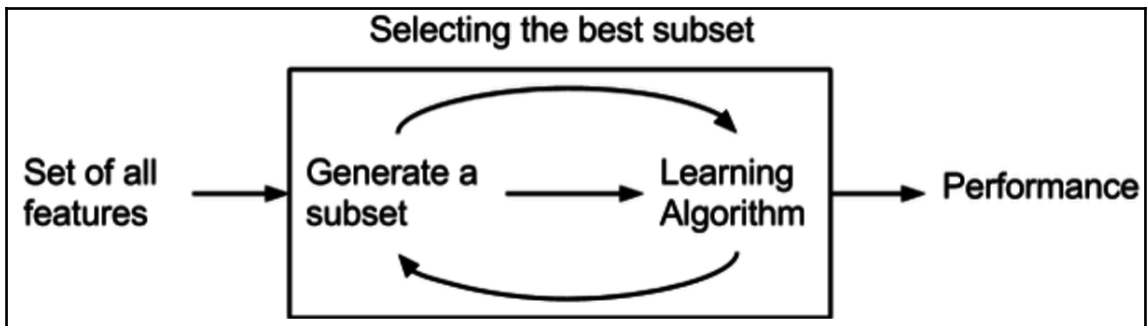 Selecting the best subset
Set of all
features
Generate a
subset
Learning
Algorithm
Performance